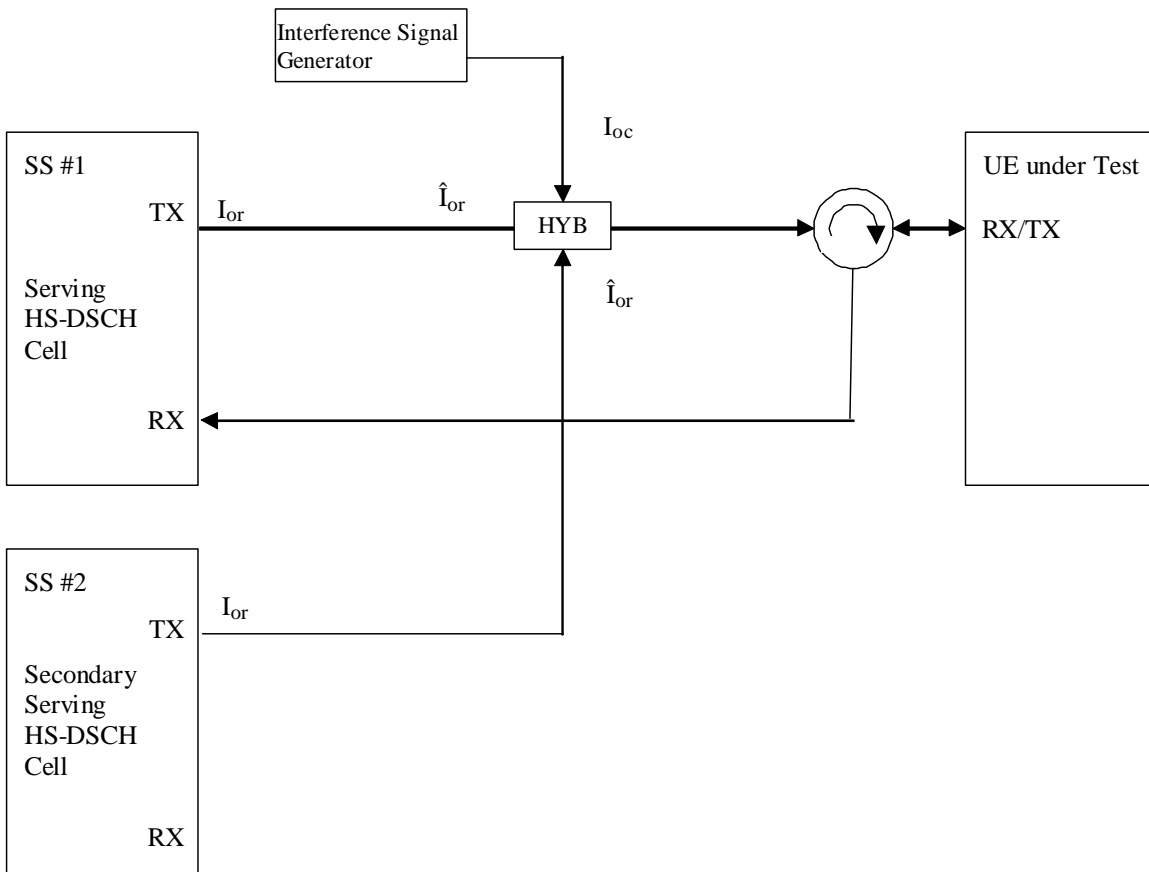 Interference Signal
Generator
I_oc
SS #1
TX
I_or
Î_or
HYB
UE under Test
RX/TX
Serving
HS-DSCH
Cell
Î_or
RX
SS #2
I_or
TX
Secondary
Serving
HS-DSCH
Cell
RX